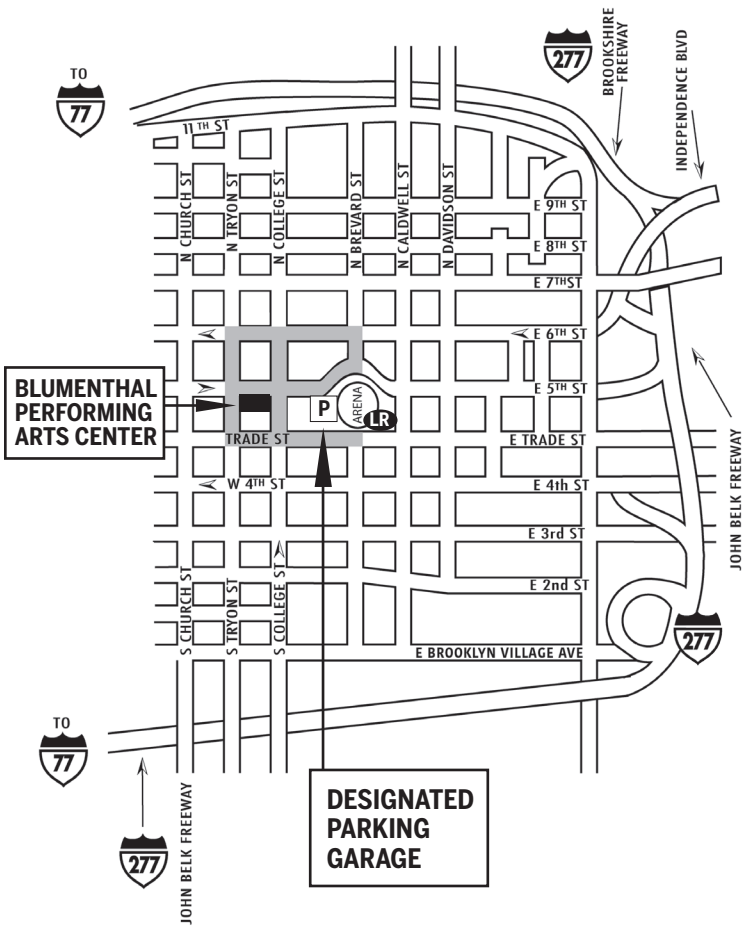 TO
77
277
BROOKSHIRE
FREEWAY
INDEPENDENCE BLVD
11 TH ST
N CHURCH ST
N TRYON ST
N COLLEGE ST
N BREVARD ST
N CALDWELL ST
N DAVIDSON ST
E 9TH ST
E 8TH ST
E 7THST
E 6TH ST
E 5TH ST
BLUMENTHAL
PERFORMING
ARTS CENTER
P
ARENA
LR
TRADE ST
E TRADE ST
W 4TH ST
E 4th ST
E 3rd ST
E 2nd ST
JOHN BELK FREEWAY
S CHURCH ST
S TRYON ST
S COLLEGE ST
277
E BROOKLYN VILLAGE AVE
TO
77
277
JOHN BELK FREEWAY
DESIGNATED
PARKING
GARAGE